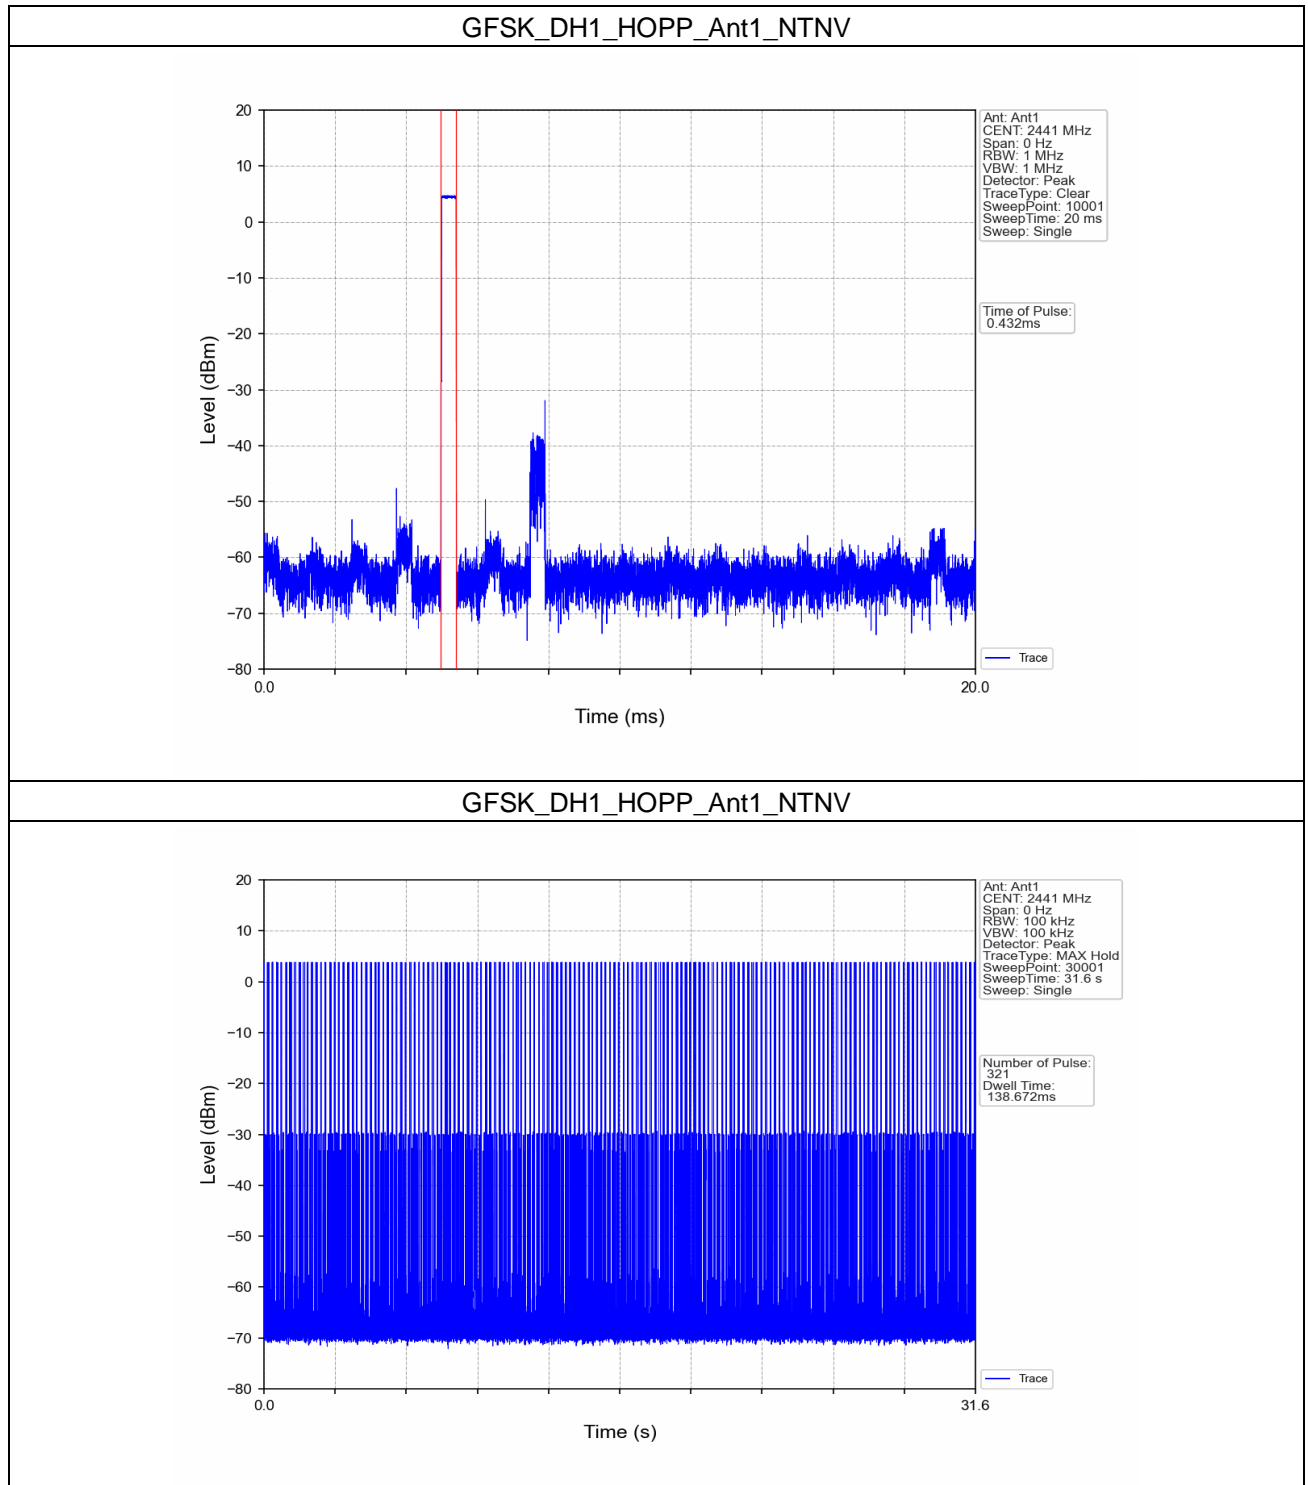 GFSK_DH1_HOPP_Ant1_NTNV
20
10
0
−10
−20
−30
−40
−50
−60
−70
−80
Level (dBm)
0.0
20.0
Time (ms)
Ant: Ant1
CENT: 2441 MHz
Span: 0 Hz
RBW: 1 MHz
VBW: 1 MHz
Detector: Peak
TraceType: Clear
SweepPoint: 10001
SweepTime: 20 ms
Sweep: Single
Time of Pulse:
0.432ms
Trace
GFSK_DH1_HOPP_Ant1_NTNV
20
10
0
−10
−20
−30
−40
−50
−60
−70
−80
Level (dBm)
0.0
31.6
Time (s)
Ant: Ant1
CENT: 2441 MHz
Span: 0 Hz
RBW: 100 kHz
VBW: 100 kHz
Detector: Peak
TraceType: MAX Hold
SweepPoint: 30001
SweepTime: 31.6 s
Sweep: Single
Number of Pulse:
321
Dwell Time:
138.672ms
Trace